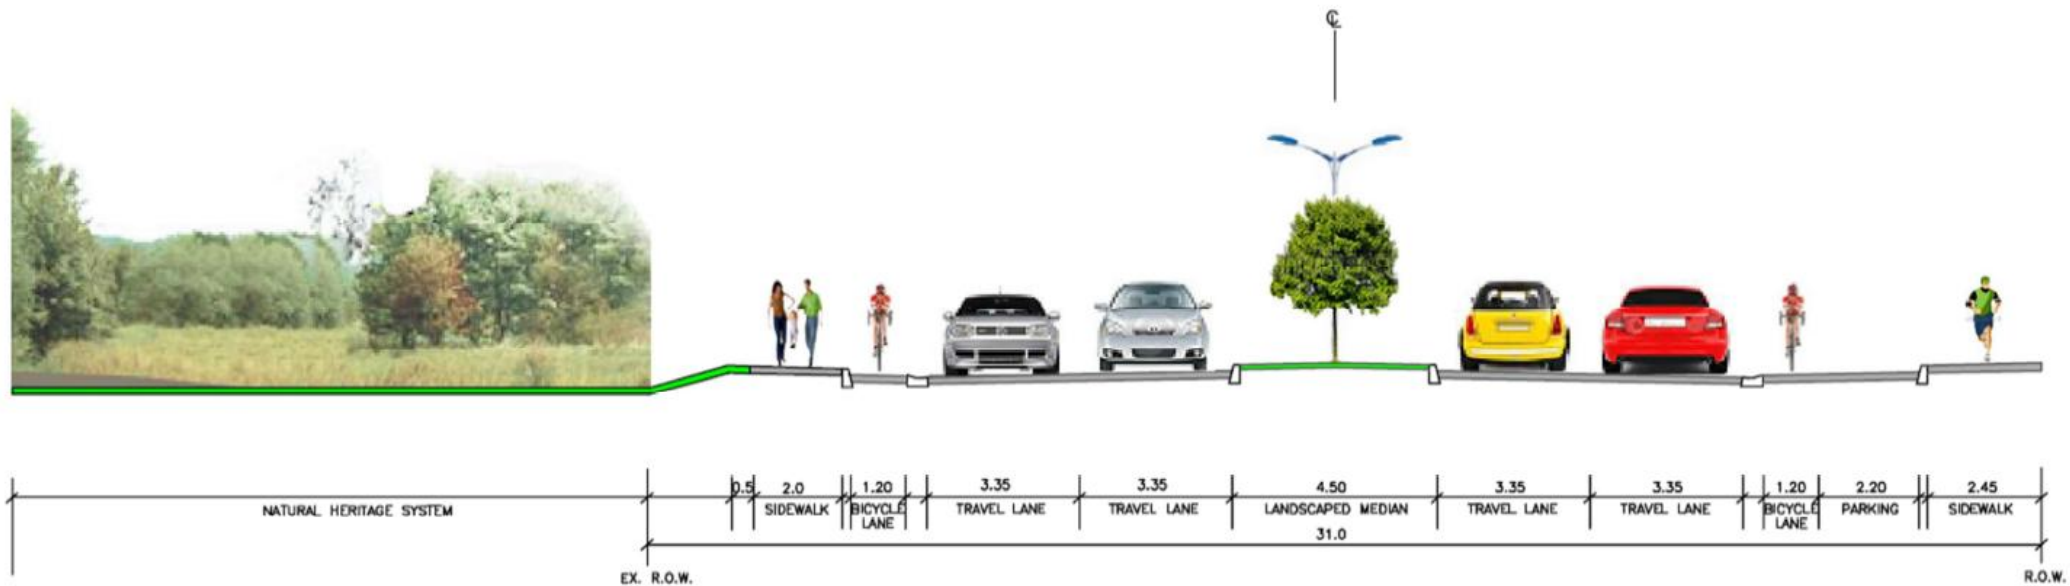 ℄
0.5 2.0 1.20 3.35 3.35 4.50 3.35 3.35 1.20 2.20 2.45
NATURAL HERITAGE SYSTEM SIDEWALK BICYCLE TRAVEL LANE TRAVEL LANE LANDSCAPED MEDIAN TRAVEL LANE TRAVEL LANE BICYCLE PARKING SIDEWALK
LANE LANE
31.0
EX. R.O.W. R.O.W.